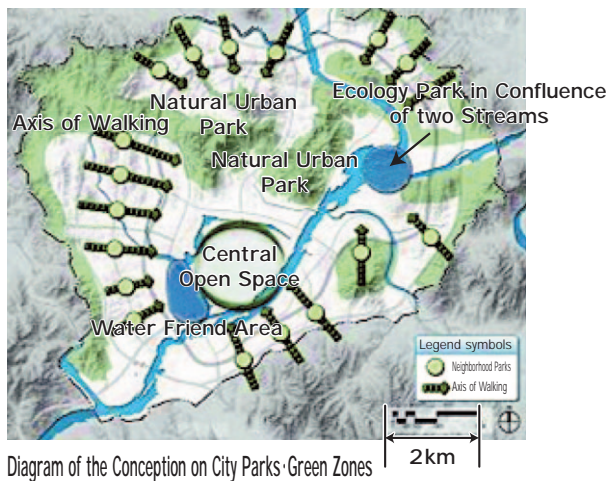 Ecology Park in Confluence
of two Streams
Natural Urban
Park
Axis of Walking
Natural Urban
Park
Central
Open Space
Water Friend Area
Legend symbols
Neighborhood Parks
Axis of Walking
2km
Diagram of the Conception on City Parks·Green Zones